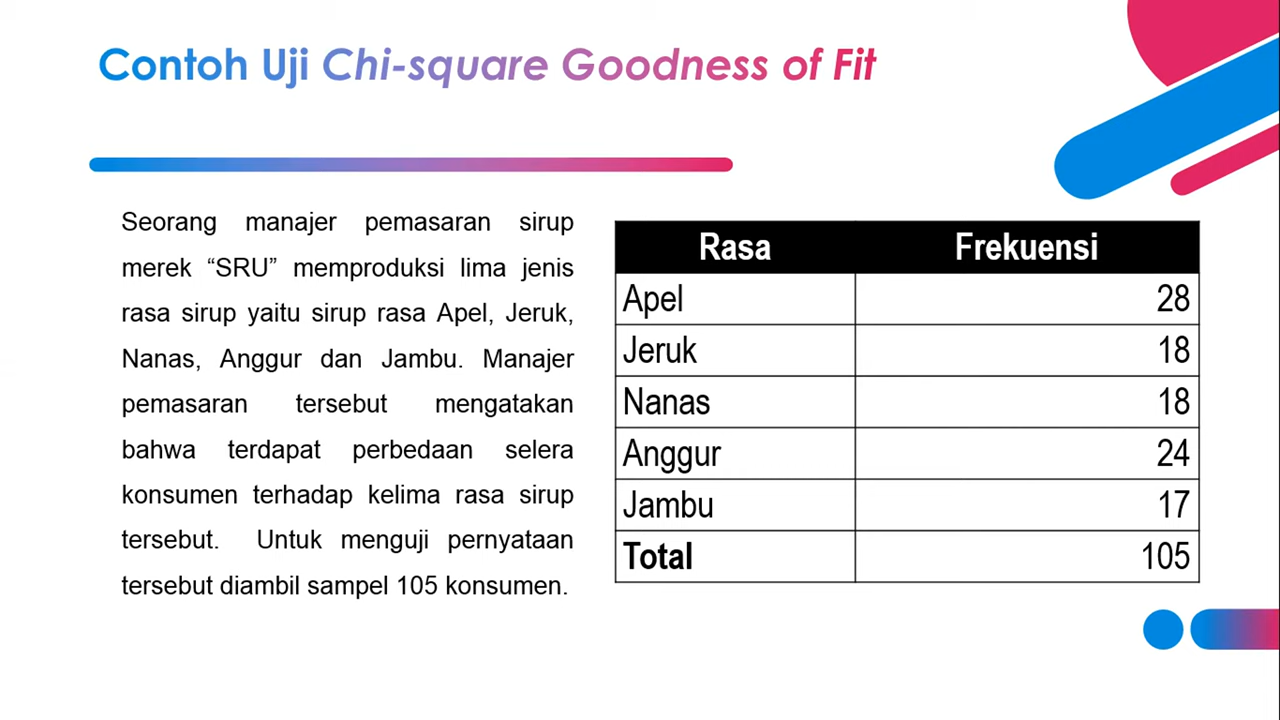 Contoh Uji Chi-square Goodness of Fit
Seorang manajer pemasaran sirup
merek “SRU” memproduksi lima jenis
rasa sirup yaitu sirup rasa Apel, Jeruk,
Nanas, Anggur dan Jambu. Manajer
pemasaran tersebut mengatakan
bahwa terdapat perbedaan selera
konsumen terhadap kelima rasa sirup
tersebut. Untuk menguji pernyataan
tersebut diambil sampel 105 konsumen.
Rasa Frekuensi
Apel 28
Jeruk 18
Nanas 18
Anggur 24
Jambu 17
Total 105